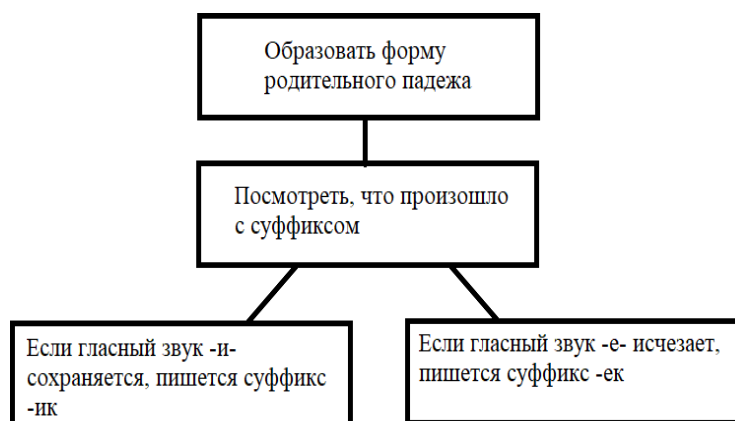 Образовать форму
родительного падежа
Посмотреть, что произошло
с суффиксом
Если гласный звук -и-
сохраняется, пишется суффикс
-ик
Если гласный звук -е- исчезает,
пишется суффикс -ек